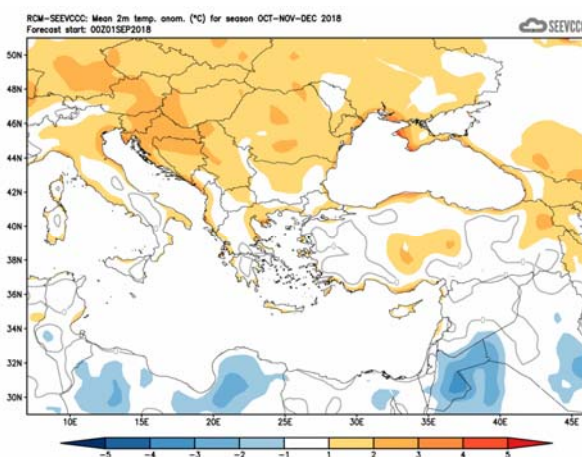 RCM-SEEVCCC: Mean 2m temp. anom. (°C) for season OCT-NOV-DEC 2018
Forecast start: 00Z01SEP2018
SEEVCCC
50N
48N
46N
44N
42N
40N
38N
36N
34N
32N
30N
10E 15E 20E 25E 30E 35E 40E 45E
-5 -4 -3 -2 -1 1 2 3 4 5